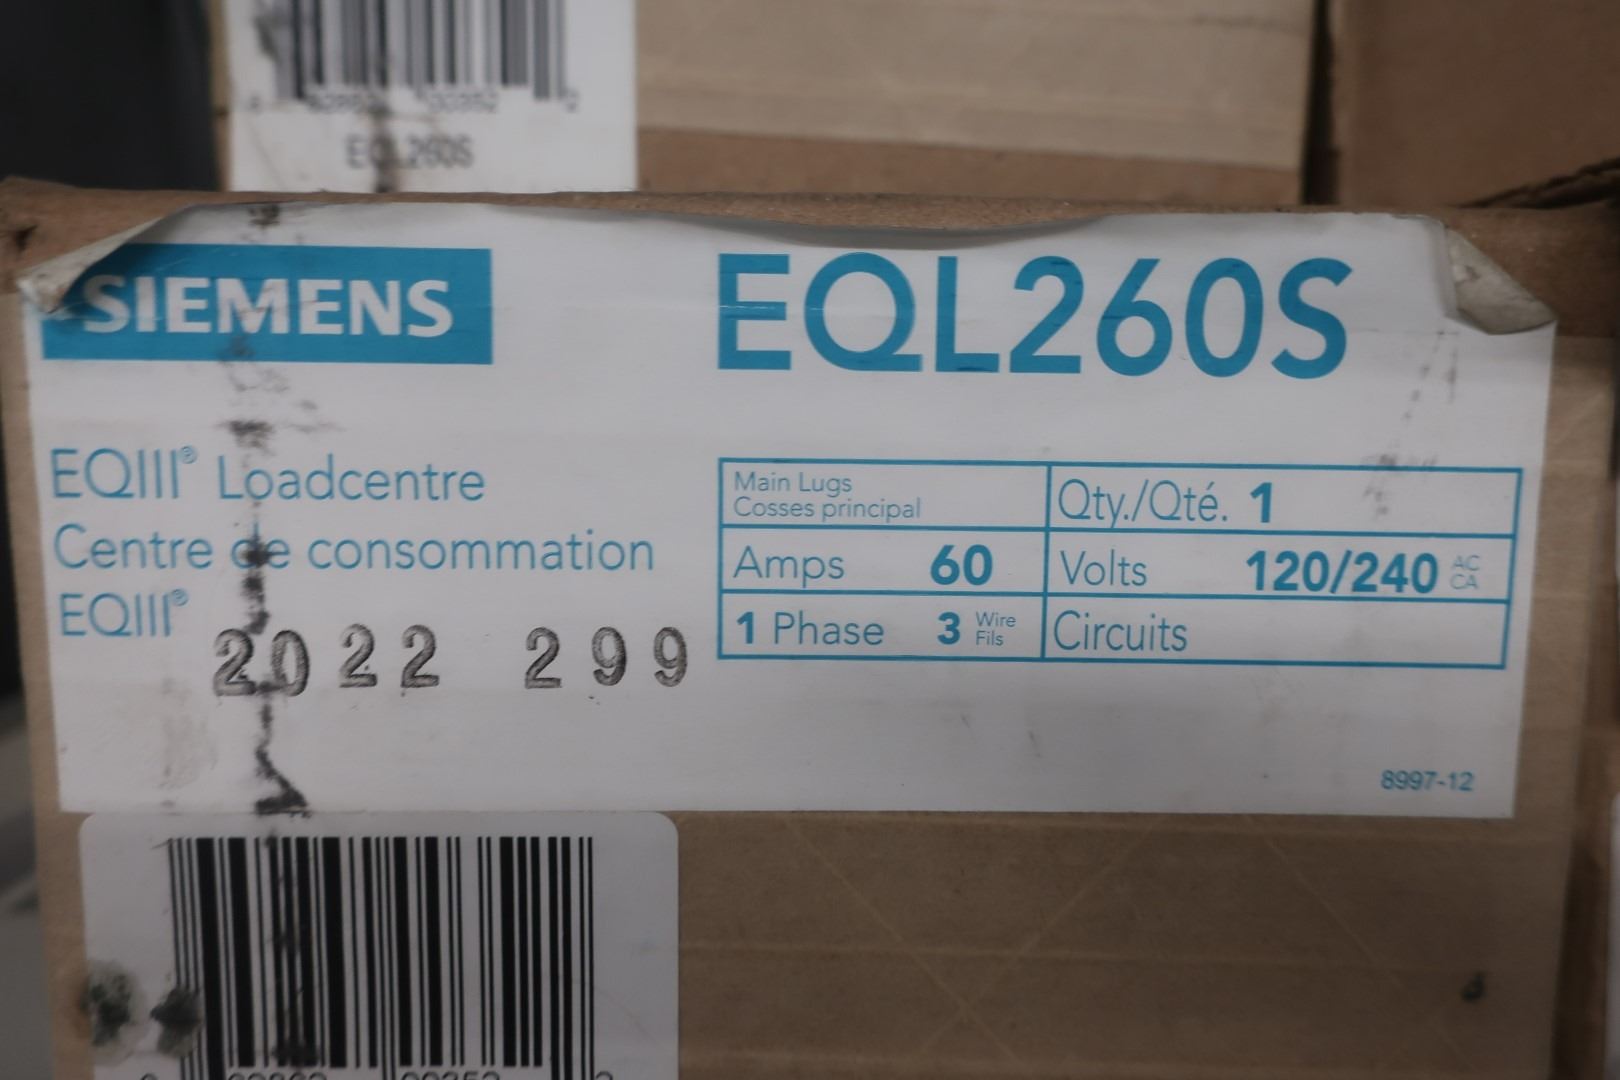 EQL260S
SIEMENS
EQL260S
EQIII® Loadcentre
Centre de consommation
EQIII®
2022 299
Main Lugs
Cosses principal
Qty./Qté. 1
Amps 60
Volts 120/240 AC CA
1 Phase 3 Wire Fils
Circuits
8997-12